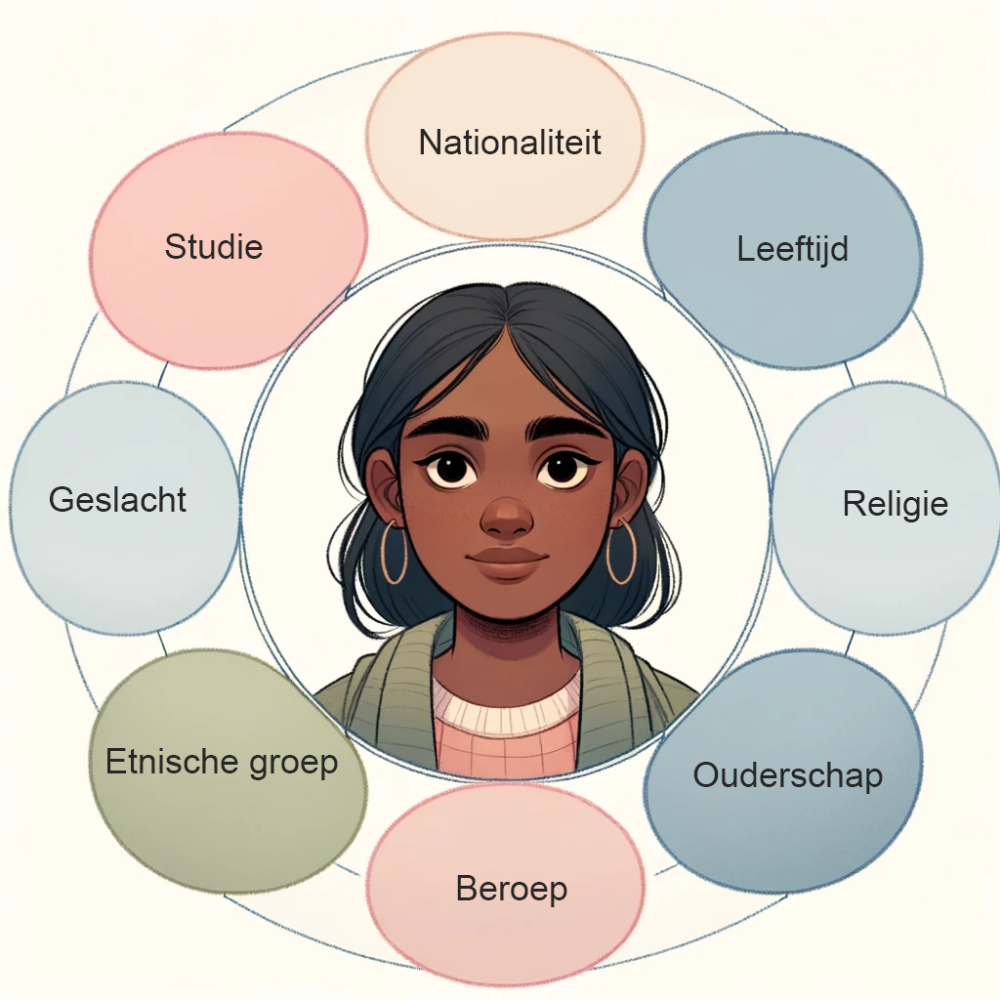 Nationaliteit
Studie
Leeftijd
Geslacht
Religie
Etnische groep
Ouderschap
Beroep